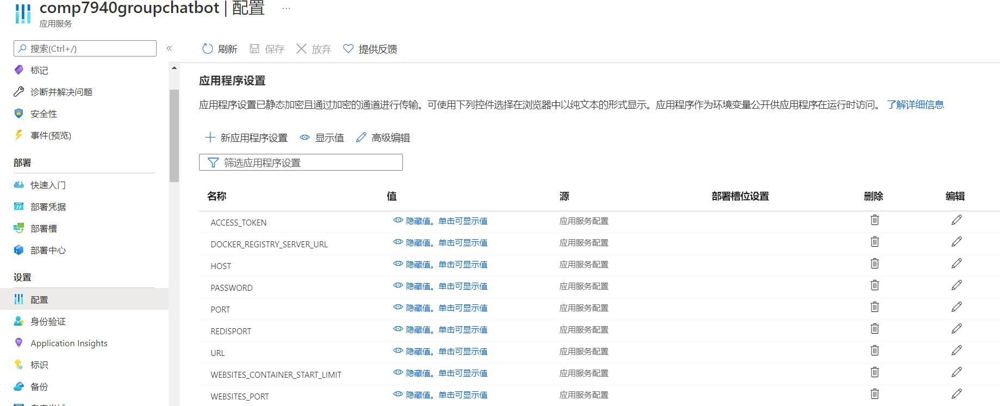 comp7940groupchatbot | 配置 ···
应用服务
搜索(Ctrl+/)
«
标记
诊断并解决问题
安全性
事件(预览)
部署
快速入门
部署凭据
部署槽
部署中心
设置
配置
身份验证
Application Insights
标识
备份
刷新 保存 放弃 提供反馈
应用程序设置
应用程序设置已静态加密且通过加密的通道进行传输。可使用下列控件选择在浏览器中以纯文本的形式显示。应用程序作为环境变量公开供应用程序在运行时访问。 了解详细信息
新应用程序设置 显示值 高级编辑
筛选应用程序设置
名称 值 源 部署槽位设置 删除 编辑
ACCESS_TOKEN 隐藏值。单击可显示值 应用服务配置
DOCKER_REGISTRY_SERVER_URL 隐藏值。单击可显示值 应用服务配置
HOST 隐藏值。单击可显示值 应用服务配置
PASSWORD 隐藏值。单击可显示值 应用服务配置
PORT 隐藏值。单击可显示值 应用服务配置
REDISPORT 隐藏值。单击可显示值 应用服务配置
URL 隐藏值。单击可显示值 应用服务配置
WEBSITES_CONTAINER_START_LIMIT 隐藏值。单击可显示值 应用服务配置
WEBSITES_PORT 隐藏值。单击可显示值 应用服务配置